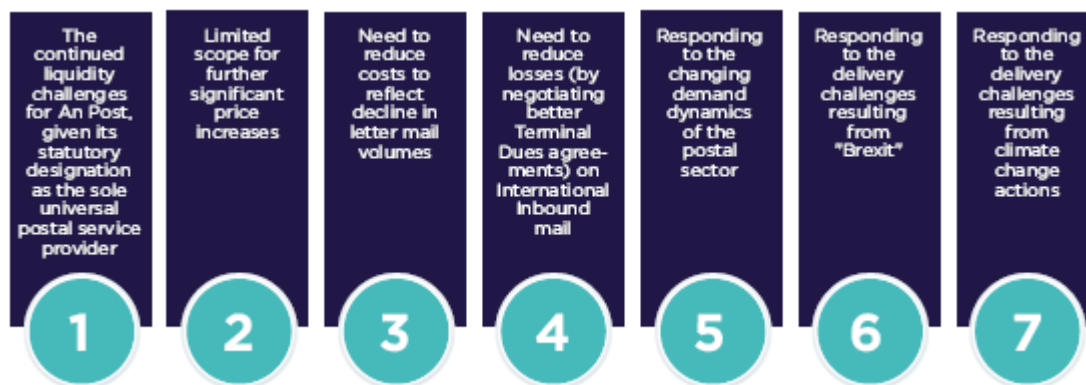 The
continued
liquidity
challenges
for An Post,
given its
statutory
designation
as the sole
universal
postal service
provider
1
Limited
scope for
further
significant
price
increases
2
Need to
reduce
costs to
reflect
decline in
letter mail
volumes
3
Need to
reduce
losses (by
negotiating
better
Terminal
Dues agree-
ments) on
International
Inbound
mail
4
Responding
to the
changing
demand
dynamics
of the
postal
sector
5
Responding
to the
delivery
challenges
resulting
from
"Brexit"
6
Responding
to the
delivery
challenges
resulting
from
climate
change
actions
7